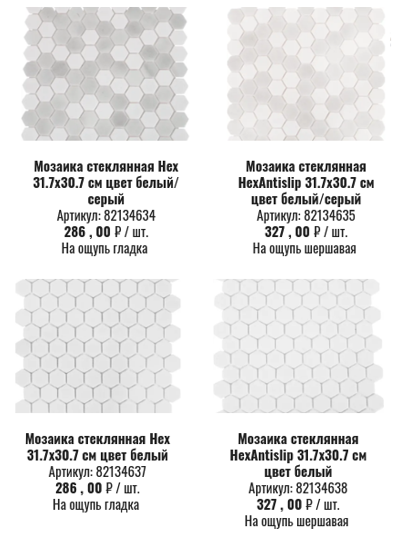 Мозаика стеклянная Hex
31.7x30.7 см цвет белый/
серый
Артикул: 82134634
286 , 00 ₽ / шт.
На ощупь гладка
Мозаика стеклянная
HexAntislip 31.7x30.7 см
цвет белый/серый
Артикул: 82134635
327 , 00 ₽ / шт.
На ощупь шершавая
Мозаика стеклянная Hex
31.7x30.7 см цвет белый
Артикул: 82134637
286 , 00 ₽ / шт.
На ощупь гладка
Мозаика стеклянная
HexAntislip 31.7x30.7 см
цвет белый
Артикул: 82134638
327 , 00 ₽ / шт.
На ощупь шершавая